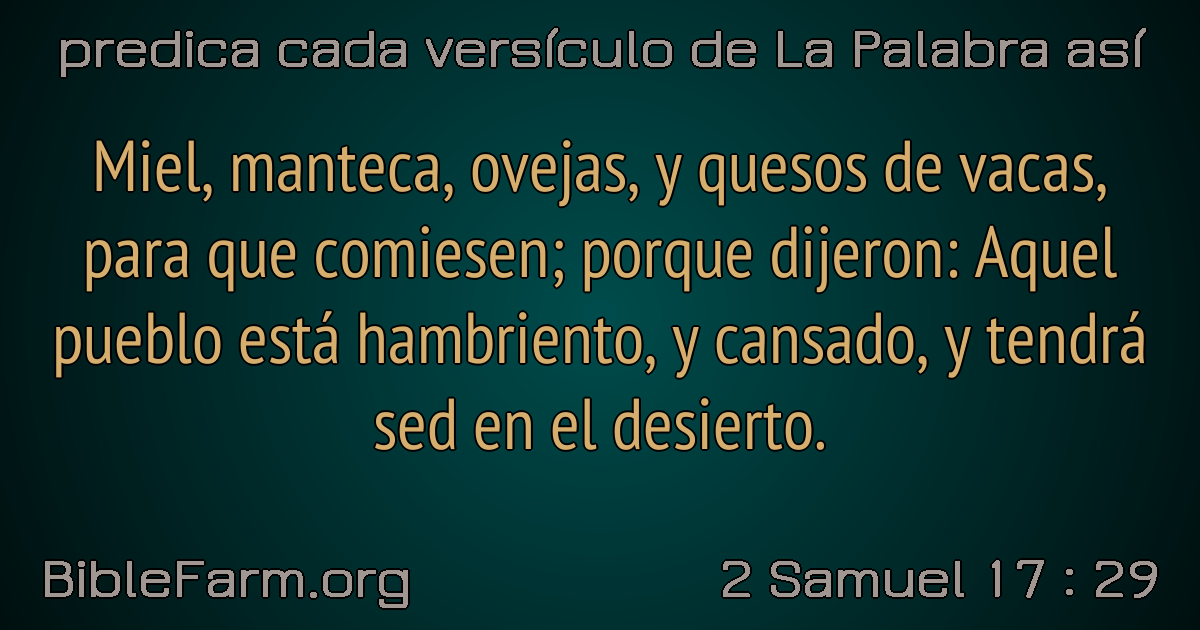 predica cada versículo de La Palabra así
Miel, manteca, ovejas, y quesos de vacas,
para que comiesen; porque dijeron: Aquel
pueblo está hambriento, y cansado, y tendrá
sed en el desierto.
BibleFarm.org
2 Samuel 17 : 29